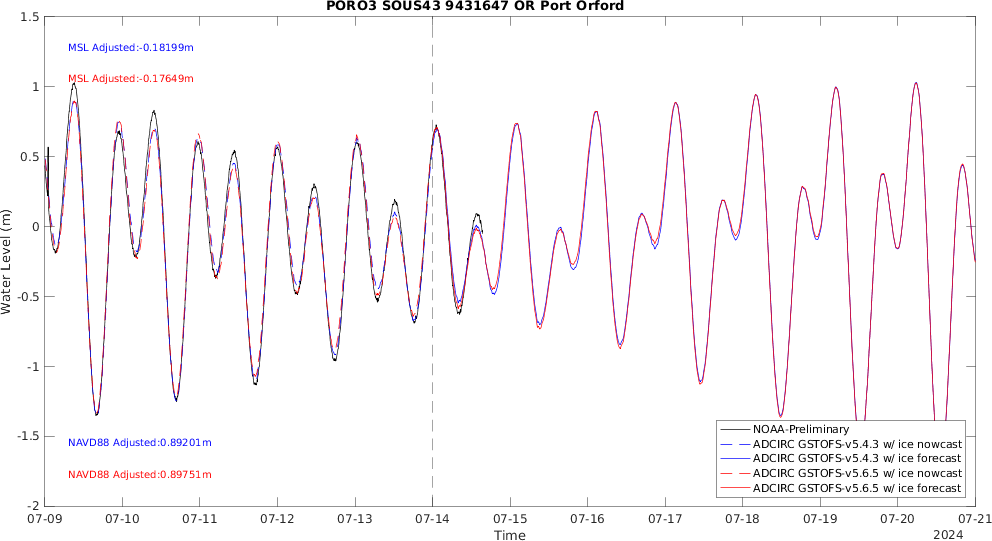 PORO3 SOUS43 9431647 OR Port Orford
1.5
1
0.5
0
-0.5
-1
-1.5
-2
Water Level (m)
MSL Adjusted:-0.18199m
MSL Adjusted:-0.17649m
NAVD88 Adjusted:0.89201m
NAVD88 Adjusted:0.89751m
NOAA-Preliminary
ADCIRC GSTOFS-v5.4.3 w/ ice nowcast
ADCIRC GSTOFS-v5.4.3 w/ ice forecast
ADCIRC GSTOFS-v5.6.5 w/ ice nowcast
ADCIRC GSTOFS-v5.6.5 w/ ice forecast
07-09 07-10 07-11 07-12 07-13 07-14 07-15 07-16 07-17 07-18 07-19 07-20 07-21
Time
2024